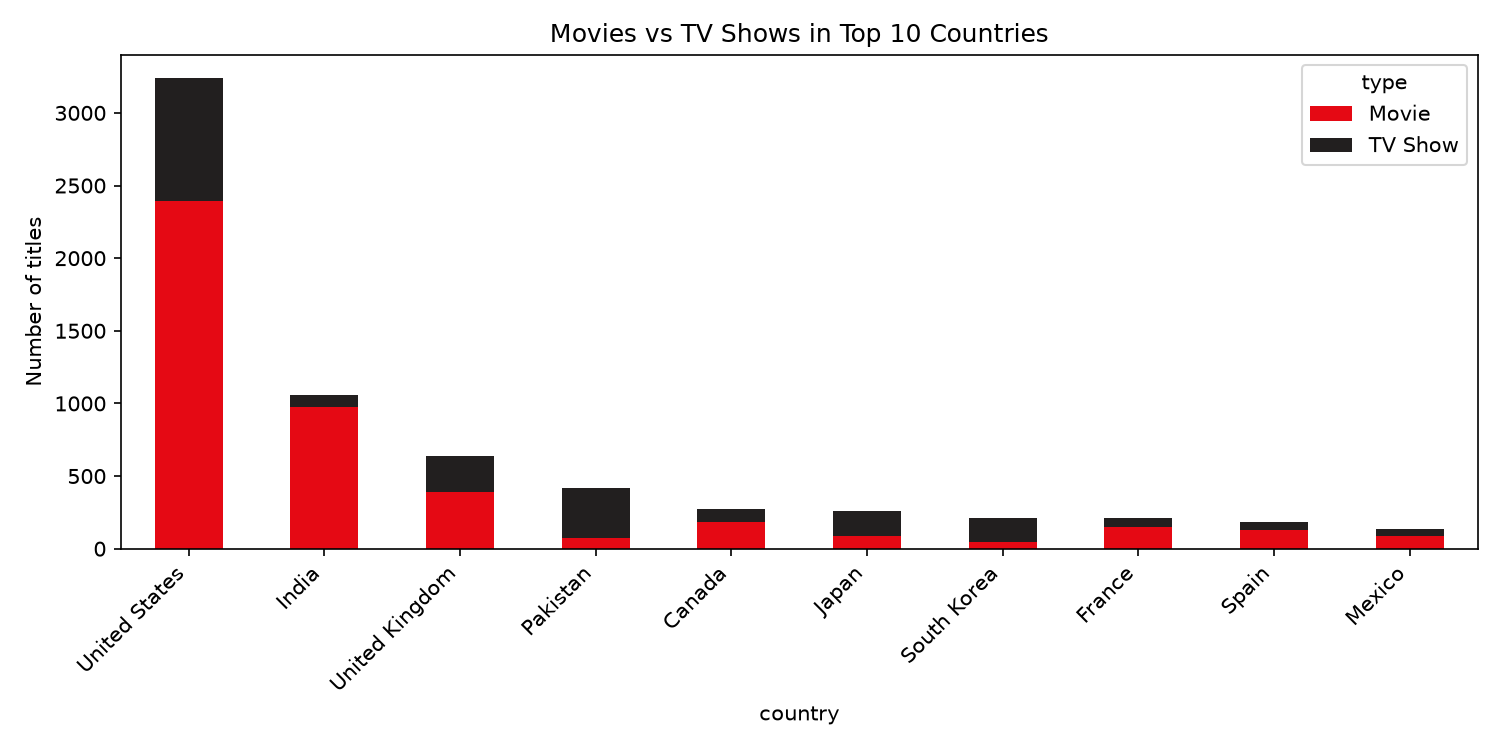 Movies vs TV Shows in Top 10 Countries
type
Movie
TV Show
Number of titles
3000
2500
2000
1500
1000
500
0
United States
India
United Kingdom
Pakistan
Canada
Japan
South Korea
France
Spain
Mexico
country